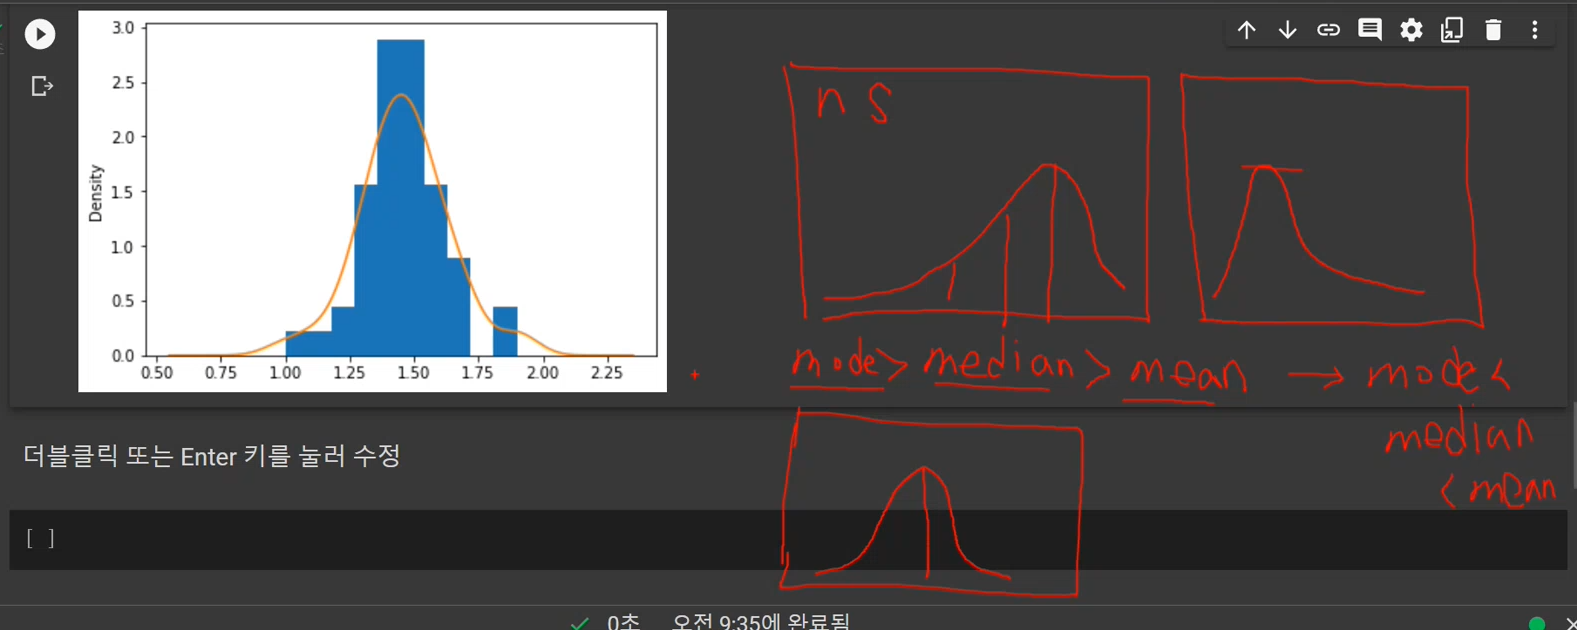 3.0
2.5
2.0
1.5
1.0
0.5
0.0
Density
0.50 0.75 1.00 1.25 1.50 1.75 2.00 2.25
n s
mode > median > mean → mode <
median
< mean
더블클릭 또는 Enter 키를 눌러 수정
[ ]
0초 오전 9:35에 완료됨